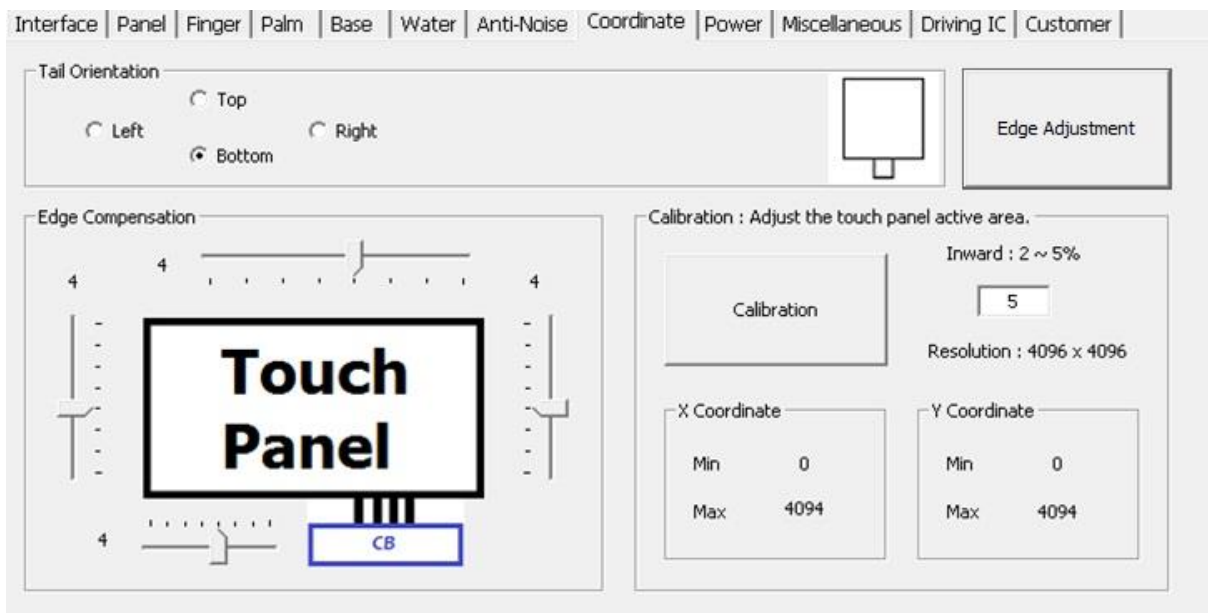 Interface Panel Finger Palm Base Water Anti-Noise Coordinate Power Miscellaneous Driving IC Customer
Tail Orientation
Top
Left
Right
Bottom
Edge Adjustment
Edge Compensation
4
4
4
Touch
Panel
4
CB
Calibration : Adjust the touch panel active area.
Inward : 2 ~ 5%
Calibration
5
Resolution : 4096 x 4096
X Coordinate
Min 0
Max 4094
Y Coordinate
Min 0
Max 4094